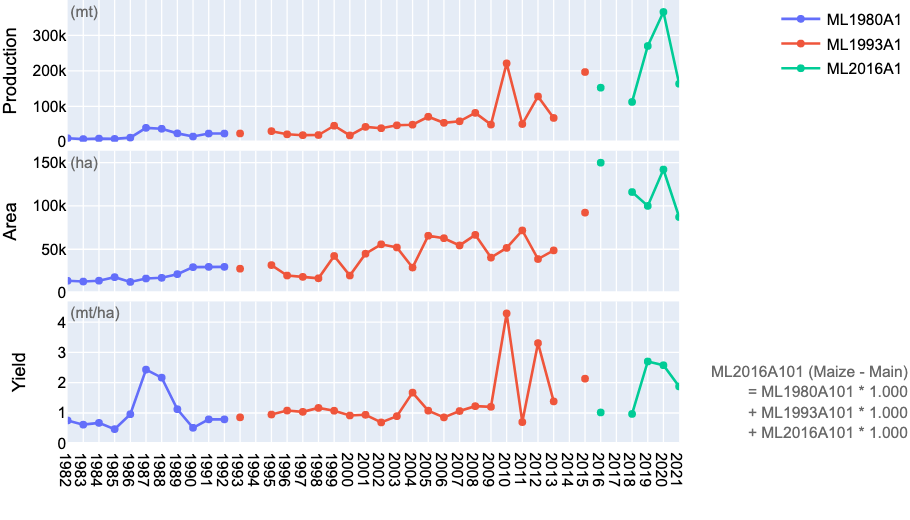 (mt)
Production
300k
200k
100k
0
(ha)
Area
150k
100k
50k
0
(mt/ha)
Yield
4
3
2
1
0
1982
1983
1984
1985
1986
1987
1988
1989
1990
1991
1992
1993
1994
1995
1996
1997
1998
1999
2000
2001
2002
2003
2004
2005
2006
2007
2008
2009
2010
2011
2012
2013
2014
2015
2016
2017
2018
2019
2020
2021
ML1980A1
ML1993A1
ML2016A1
ML2016A101 (Maize - Main)
= ML1980A101 * 1.000
+ ML1993A101 * 1.000
+ ML2016A101 * 1.000